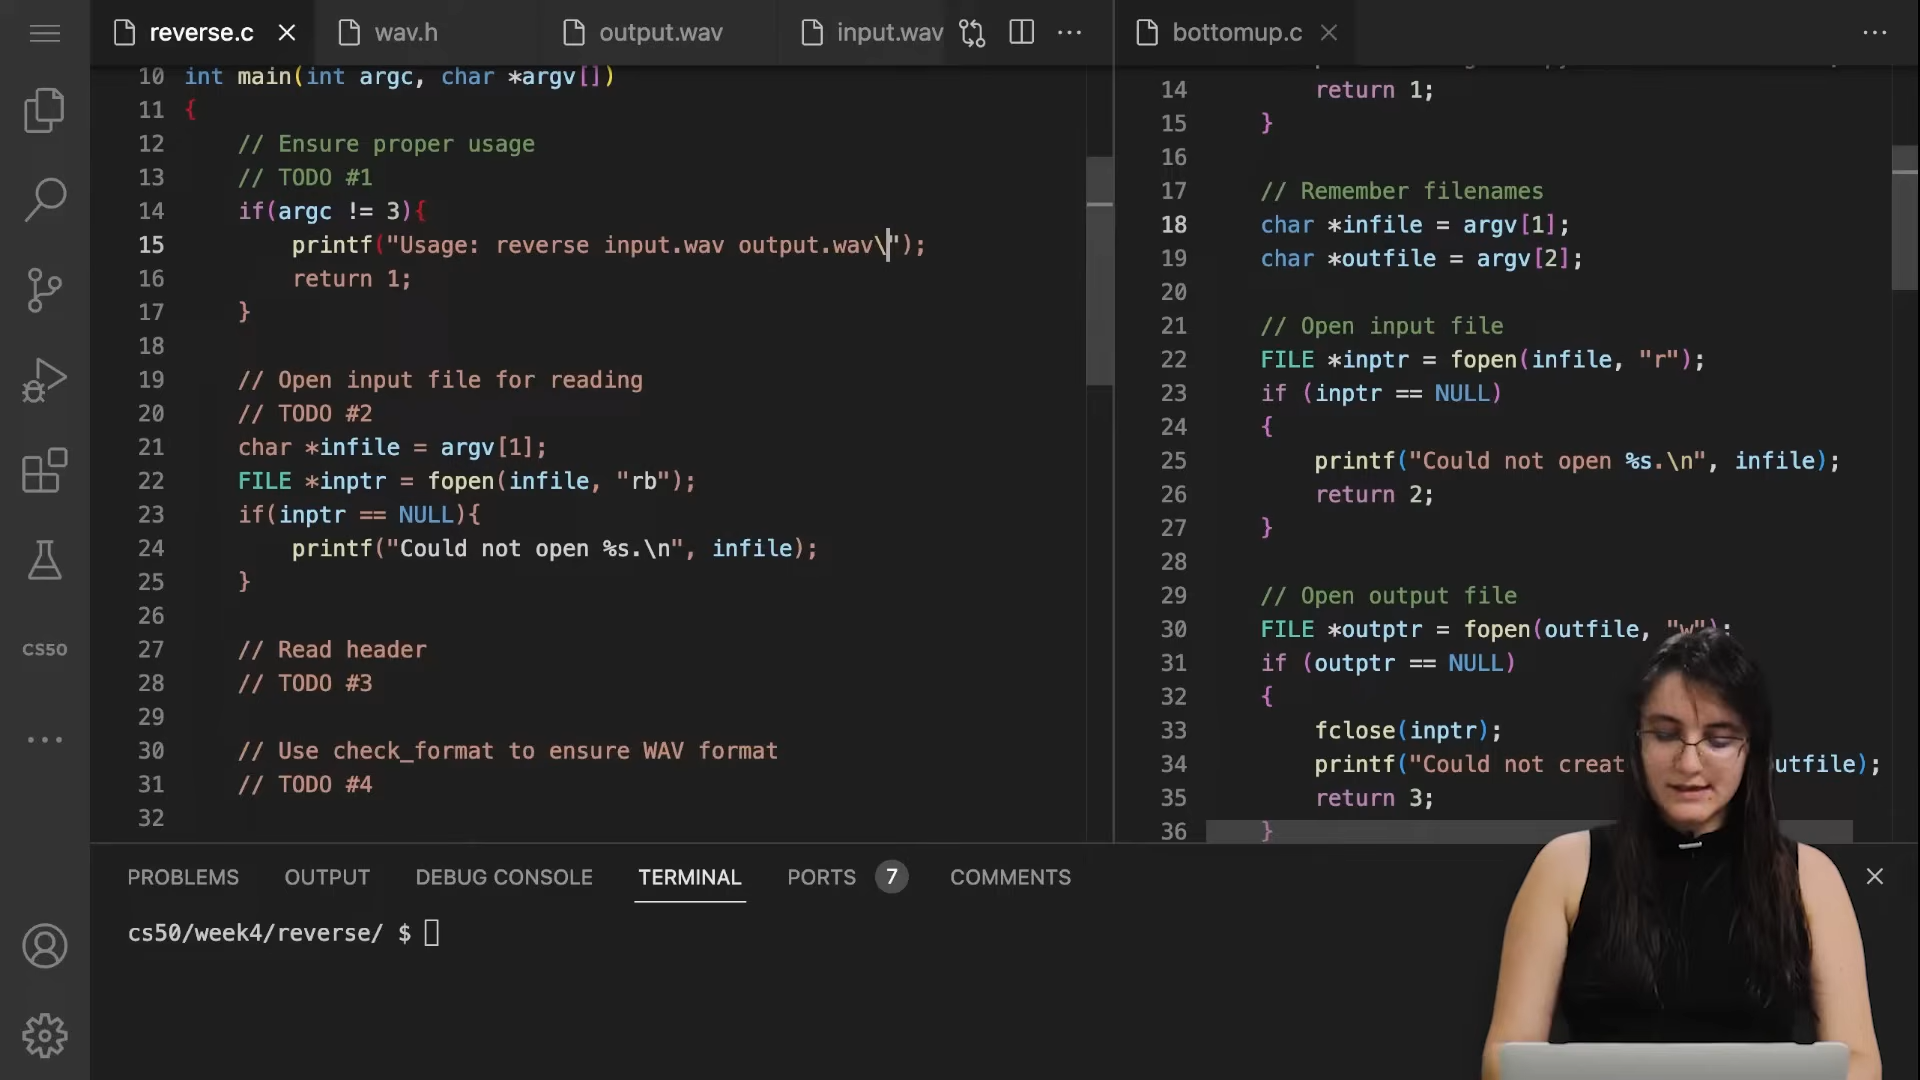 reverse.c
wav.h
output.wav
input.wav
bottomup.c
10 int main(int argc, char *argv[])
11 {
12 // Ensure proper usage
13 // TODO #1
14 if(argc != 3){
15 printf("Usage: reverse input.wav output.wav\");
16 return 1;
17 }
18
19 // Open input file for reading
20 // TODO #2
21 char *infile = argv[1];
22 FILE *inptr = fopen(infile, "rb");
23 if(inptr == NULL){
24 printf("Could not open %s.\n", infile);
25 }
26
27 // Read header
28 // TODO #3
29
30 // Use check_format to ensure WAV format
31 // TODO #4
32
14 return 1;
15 }
16
17 // Remember filenames
18 char *infile = argv[1];
19 char *outfile = argv[2];
20
21 // Open input file
22 FILE *inptr = fopen(infile, "r");
23 if (inptr == NULL)
24 {
25 printf("Could not open %s.\n", infile);
26 return 2;
27 }
28
29 // Open output file
30 FILE *outptr = fopen(outfile, "w");
31 if (outptr == NULL)
32 {
33 fclose(inptr);
34 printf("Could not creat utfile);
35 return 3;
36 }
CS50
PROBLEMS OUTPUT DEBUG CONSOLE TERMINAL PORTS 7 COMMENTS
cs50/week4/reverse/ $